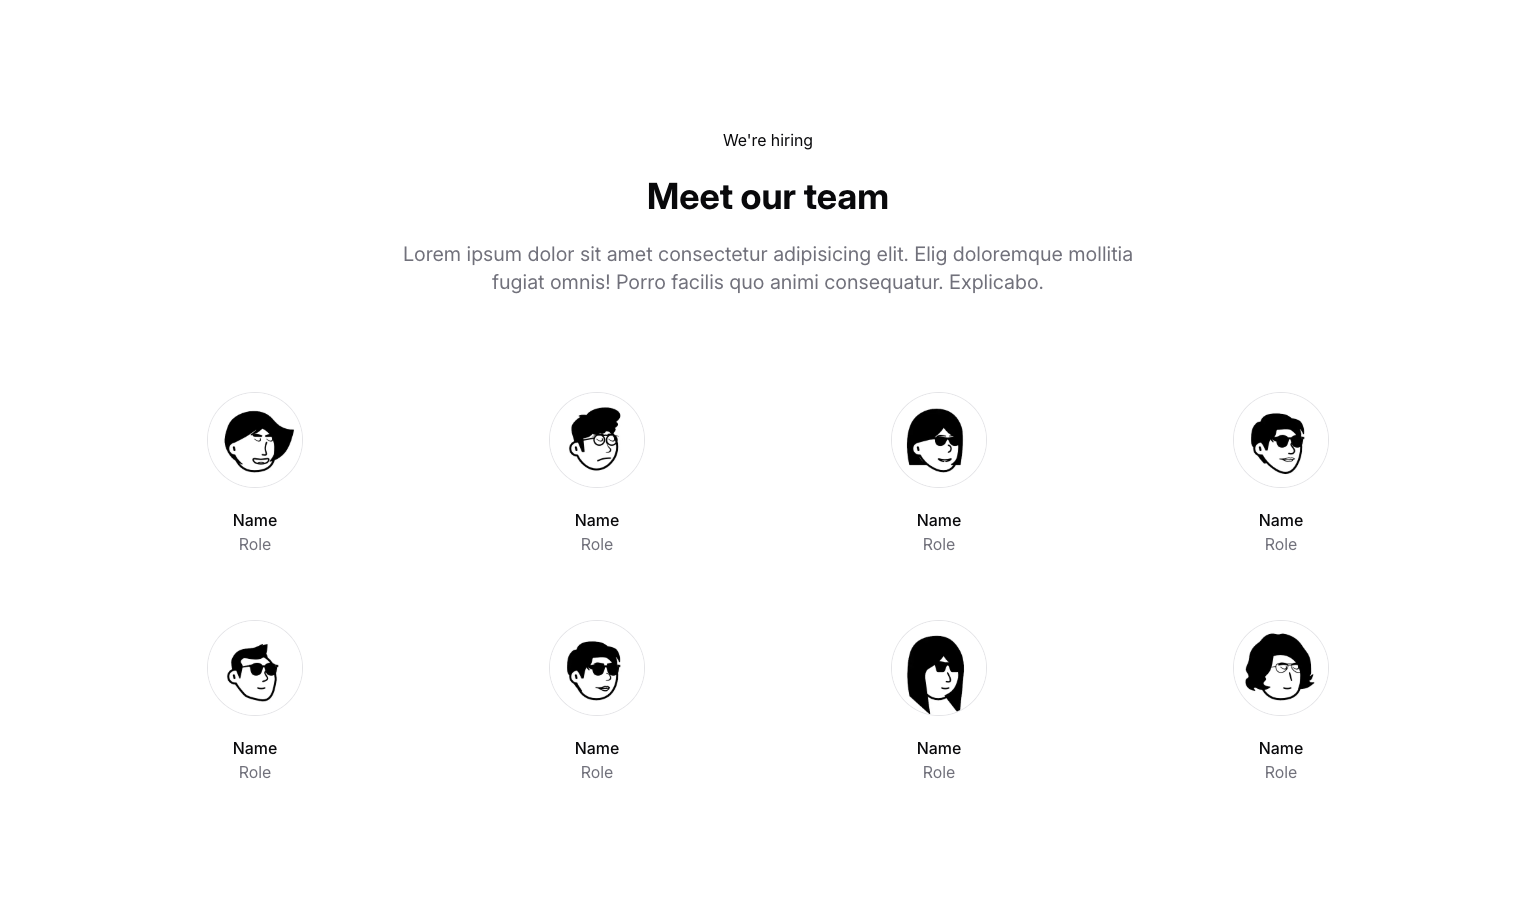 We're hiring
Meet our team
Lorem ipsum dolor sit amet consectetur adipisicing elit. Elig doloremque mollitia
fugiat omnis! Porro facilis quo animi consequatur. Explicabo.
Name Name Name Name
Role Role Role Role
Name Name Name Name
Role Role Role Role